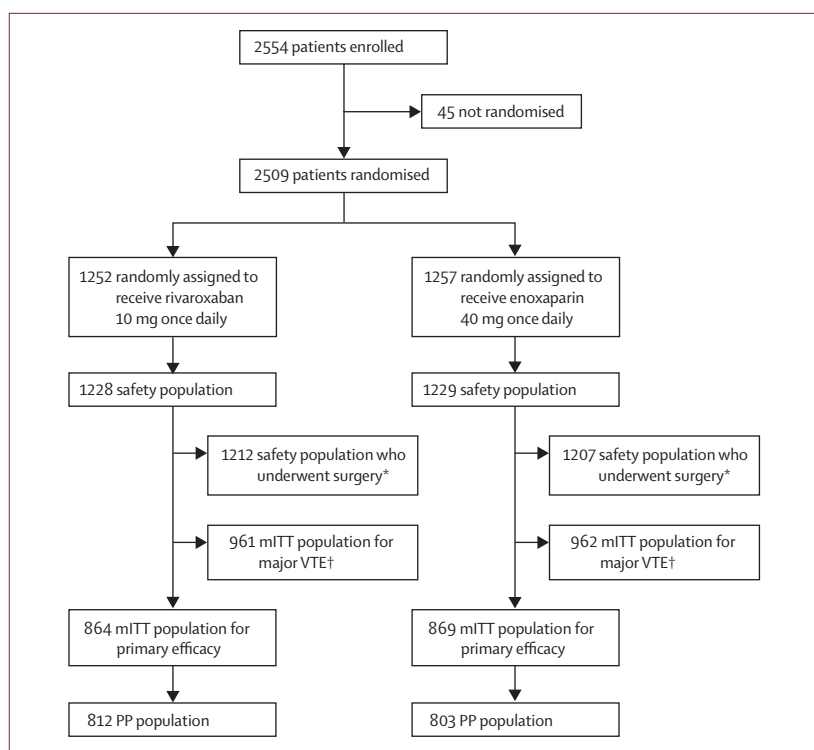 2554 patients enrolled
45 not randomised
2509 patients randomised
1252 randomly assigned to
receive rivaroxaban
10 mg once daily
1257 randomly assigned to
receive enoxaparin
40 mg once daily
1228 safety population
1229 safety population
1212 safety population who
underwent surgery*
1207 safety population who
underwent surgery*
961 mITT population for
major VTE†
962 mITT population for
major VTE†
864 mITT population for
primary efficacy
869 mITT population for
primary efficacy
812 PP population
803 PP population